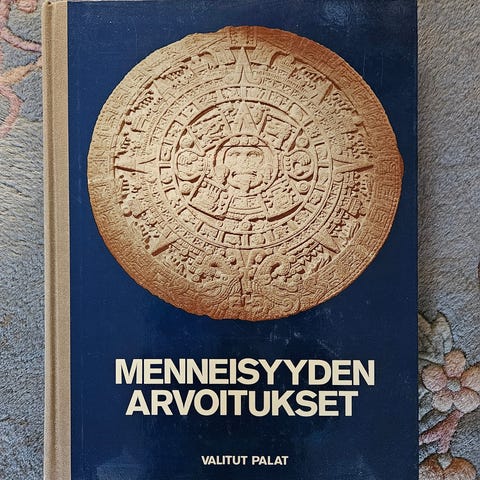 MENNEISYYDEN
ARVOITUKSET
VALITUT PALAT